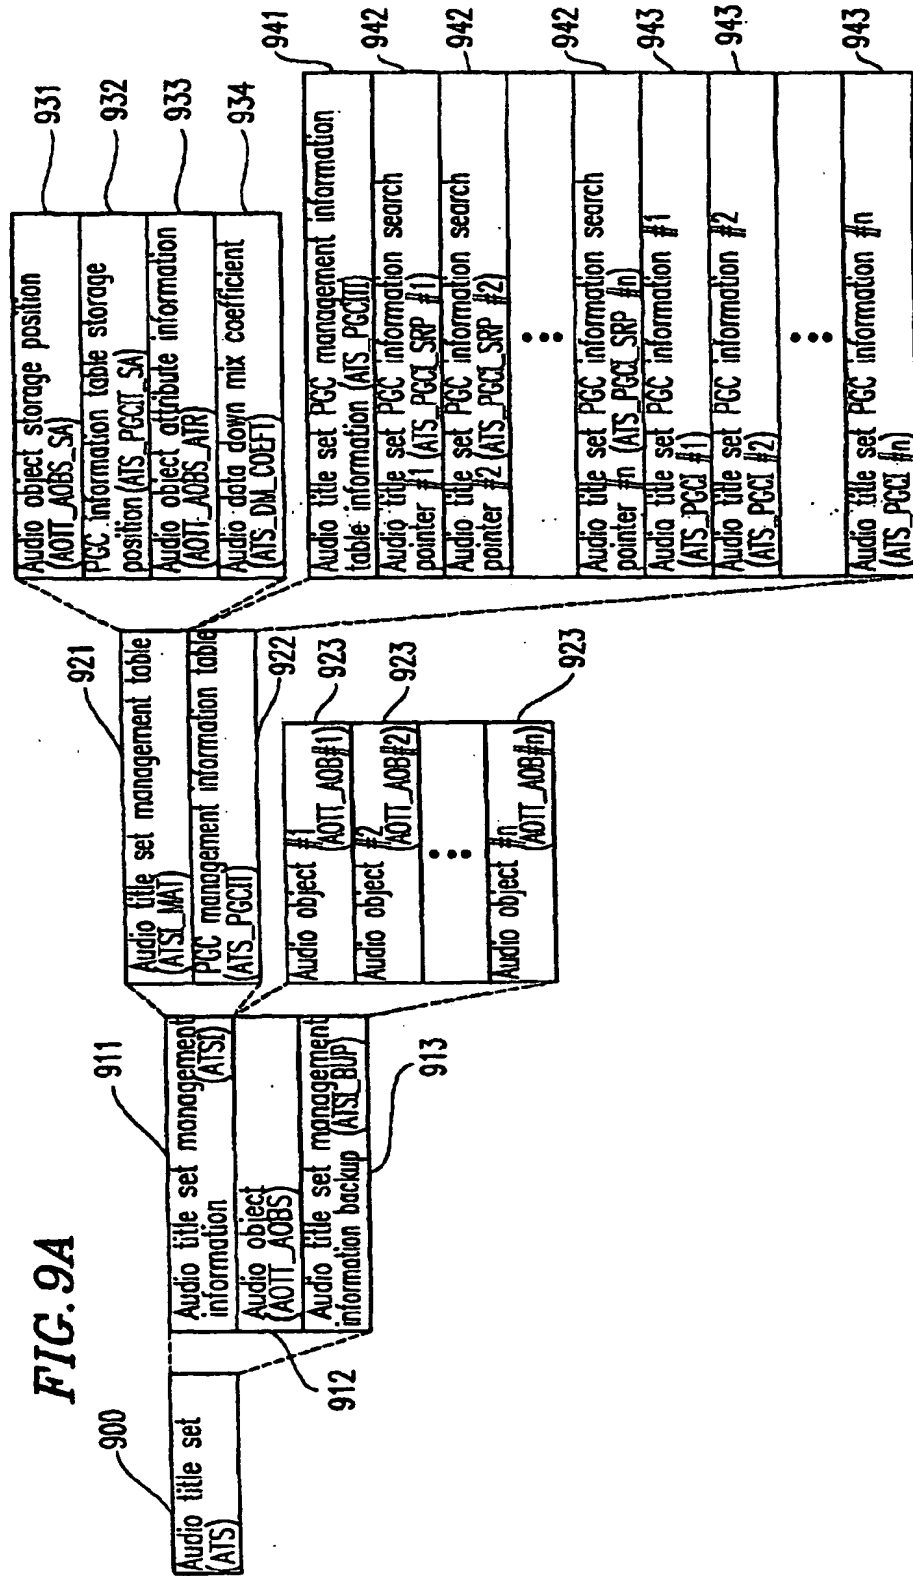 FIG. 9A
900
Audio title set
(ATS)
911
Audio title set management
information (ATSI)
Audio object
(AOTT_AOBS)
Audio title set management
information backup (ATSI_BUP)
912
913
921
Audio title set management table
(ATSI_MAT)
PGC management information table
(ATS_PGCIT)
922
Audio object #1
(AOTT_AOB#1)
923
Audio object #2
(AOTT_AOB#2)
923
Audio object #n
(AOTT_AOB#n)
923
Audio object storage position
(AOTT_AOBS_SA)
931
PGC information table storage
position (ATS_PGCIT_SA)
932
Audio object attribute information
(AOTT_AOBS_ATR)
933
Audio data down mix coefficient
(ATS_DM_COEFT)
934
Audio title set PGC management information
table information (ATS_PGCITI)
941
Audio title set PGC information search
pointer #1 (ATS_PGCI_SRP #1)
942
Audio title set PGC information search
pointer #2 (ATS_PGCI_SRP #2)
942
Audio title set PGC information search
pointer #n (ATS_PGCI_SRP #n)
942
Audio title set PGC information #1
(ATS_PGCI #1)
943
Audio title set PGC information #2
(ATS_PGCI #2)
943
Audio title set PGC information #n
(ATS_PGCI #n)
943